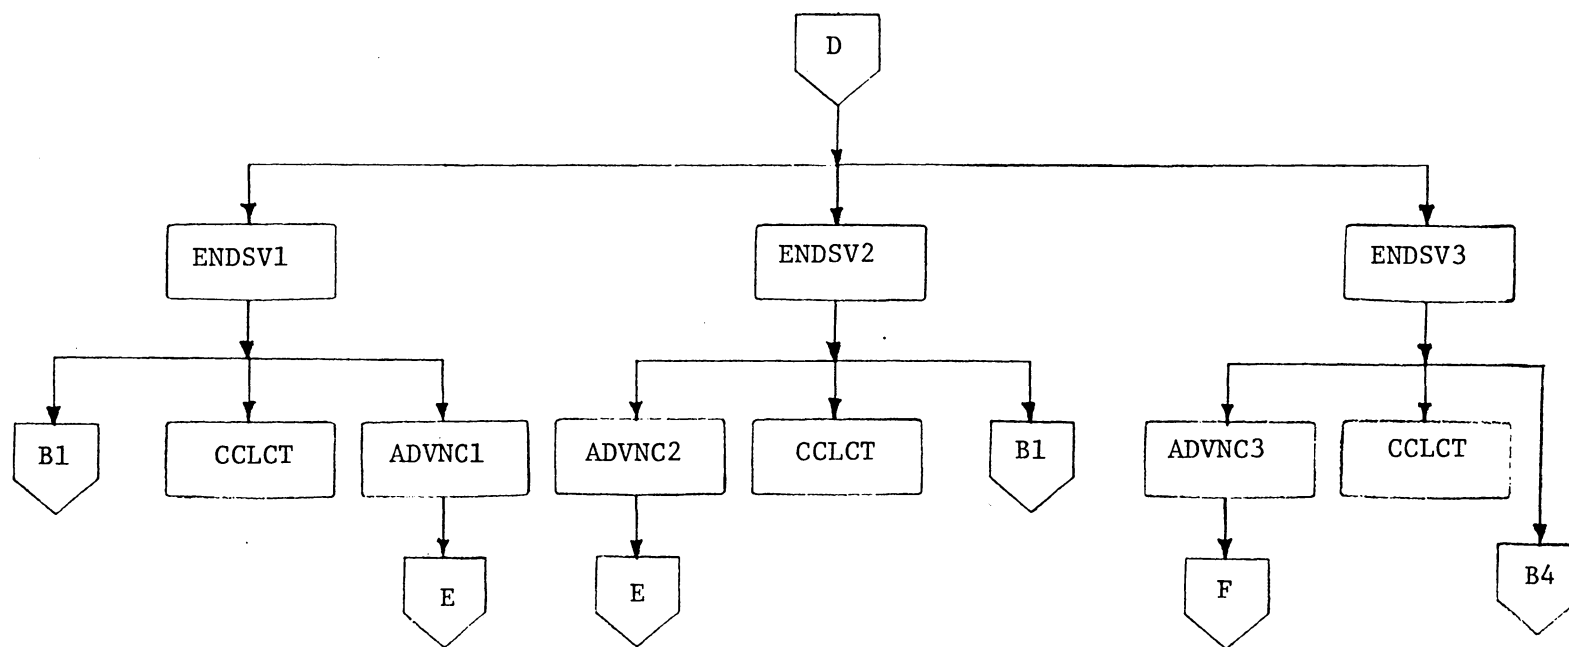 D
ENDSV1
ENDSV2
ENDSV3
B1
CCLCT
ADVNC1
ADVNC2
CCLCT
B1
ADVNC3
CCLCT
E
E
F
B4